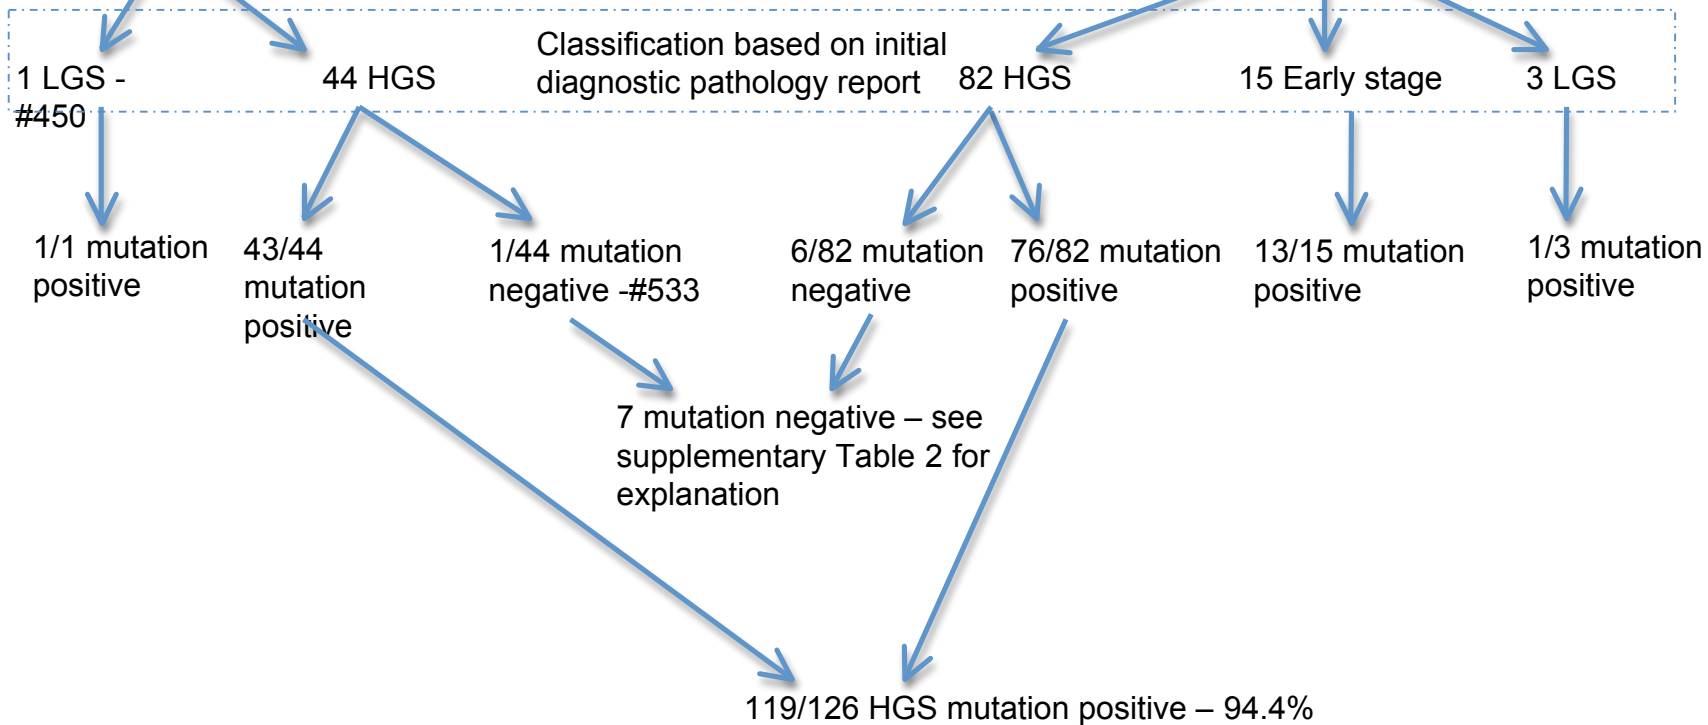 Classification based on initial
diagnostic pathology report
1 LGS -
#450
44 HGS
82 HGS
15 Early stage
3 LGS
1/1 mutation
positive
43/44
mutation
positive
1/44 mutation
negative -#533
6/82 mutation
negative
76/82 mutation
positive
13/15 mutation
positive
1/3 mutation
positive
7 mutation negative – see
supplementary Table 2 for
explanation
119/126 HGS mutation positive – 94.4%